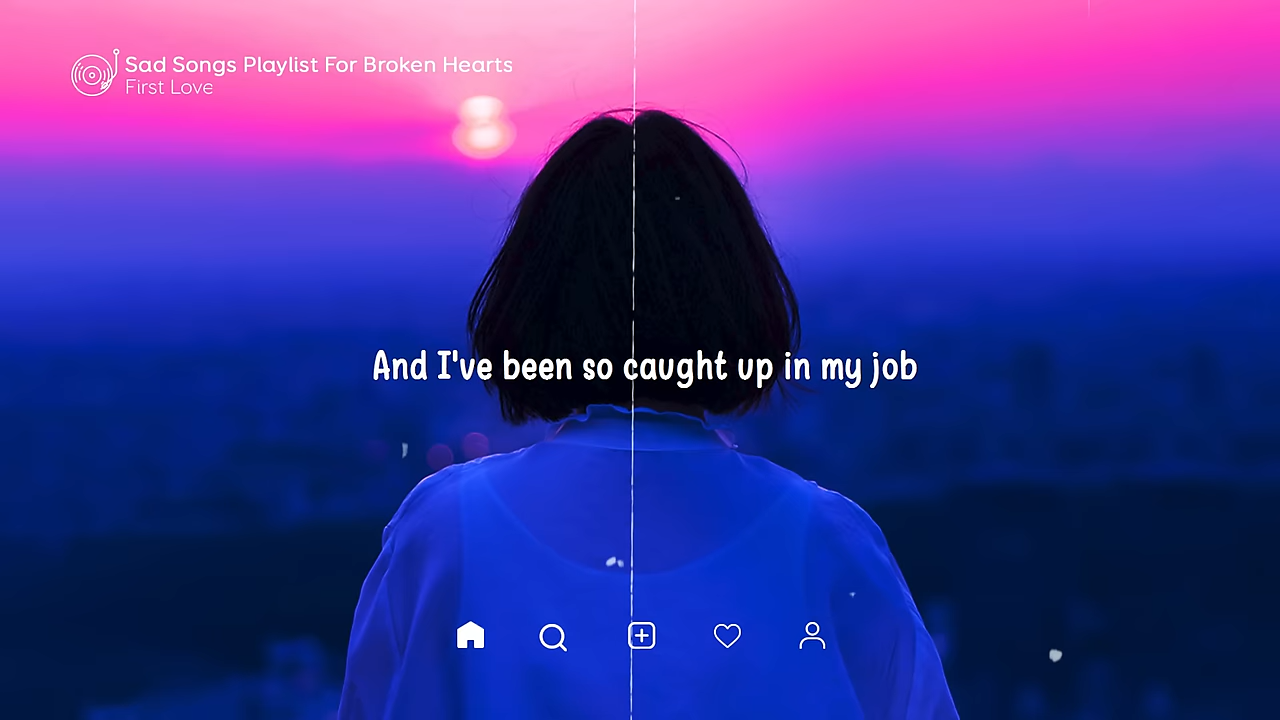 Sad Songs Playlist For Broken Hearts
First Love
And I've been so caught up in my job